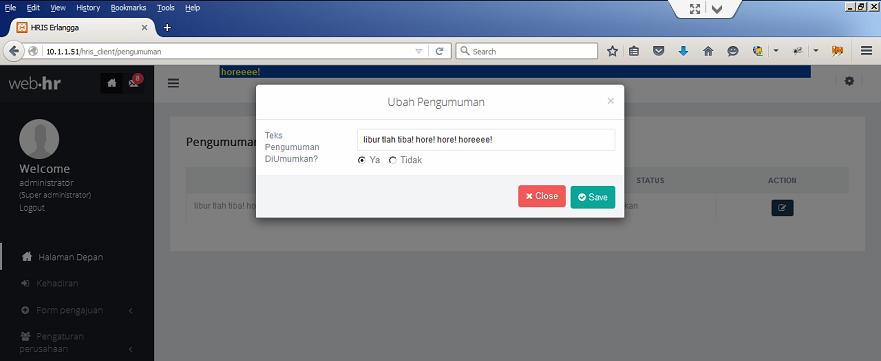 File Edit View History Bookmarks Tools Help
HRIS Erlangga
10.1.1.51/hris_client/pengumuman
Search
web·hr
8
horeeee!
Ubah Pengumuman
Teks Pengumuman
libur tlah tiba! hore! hore! horeeee!
DiUmumkan?
Ya Tidak
Close Save
Welcome
administrator
(Super administrator)
Logout
Pengumuman
STATUS ACTION
libur tlah tiba! ho
kan
Halaman Depan
Kehadiran
Form pengajuan
Pengaturan
perusahaan